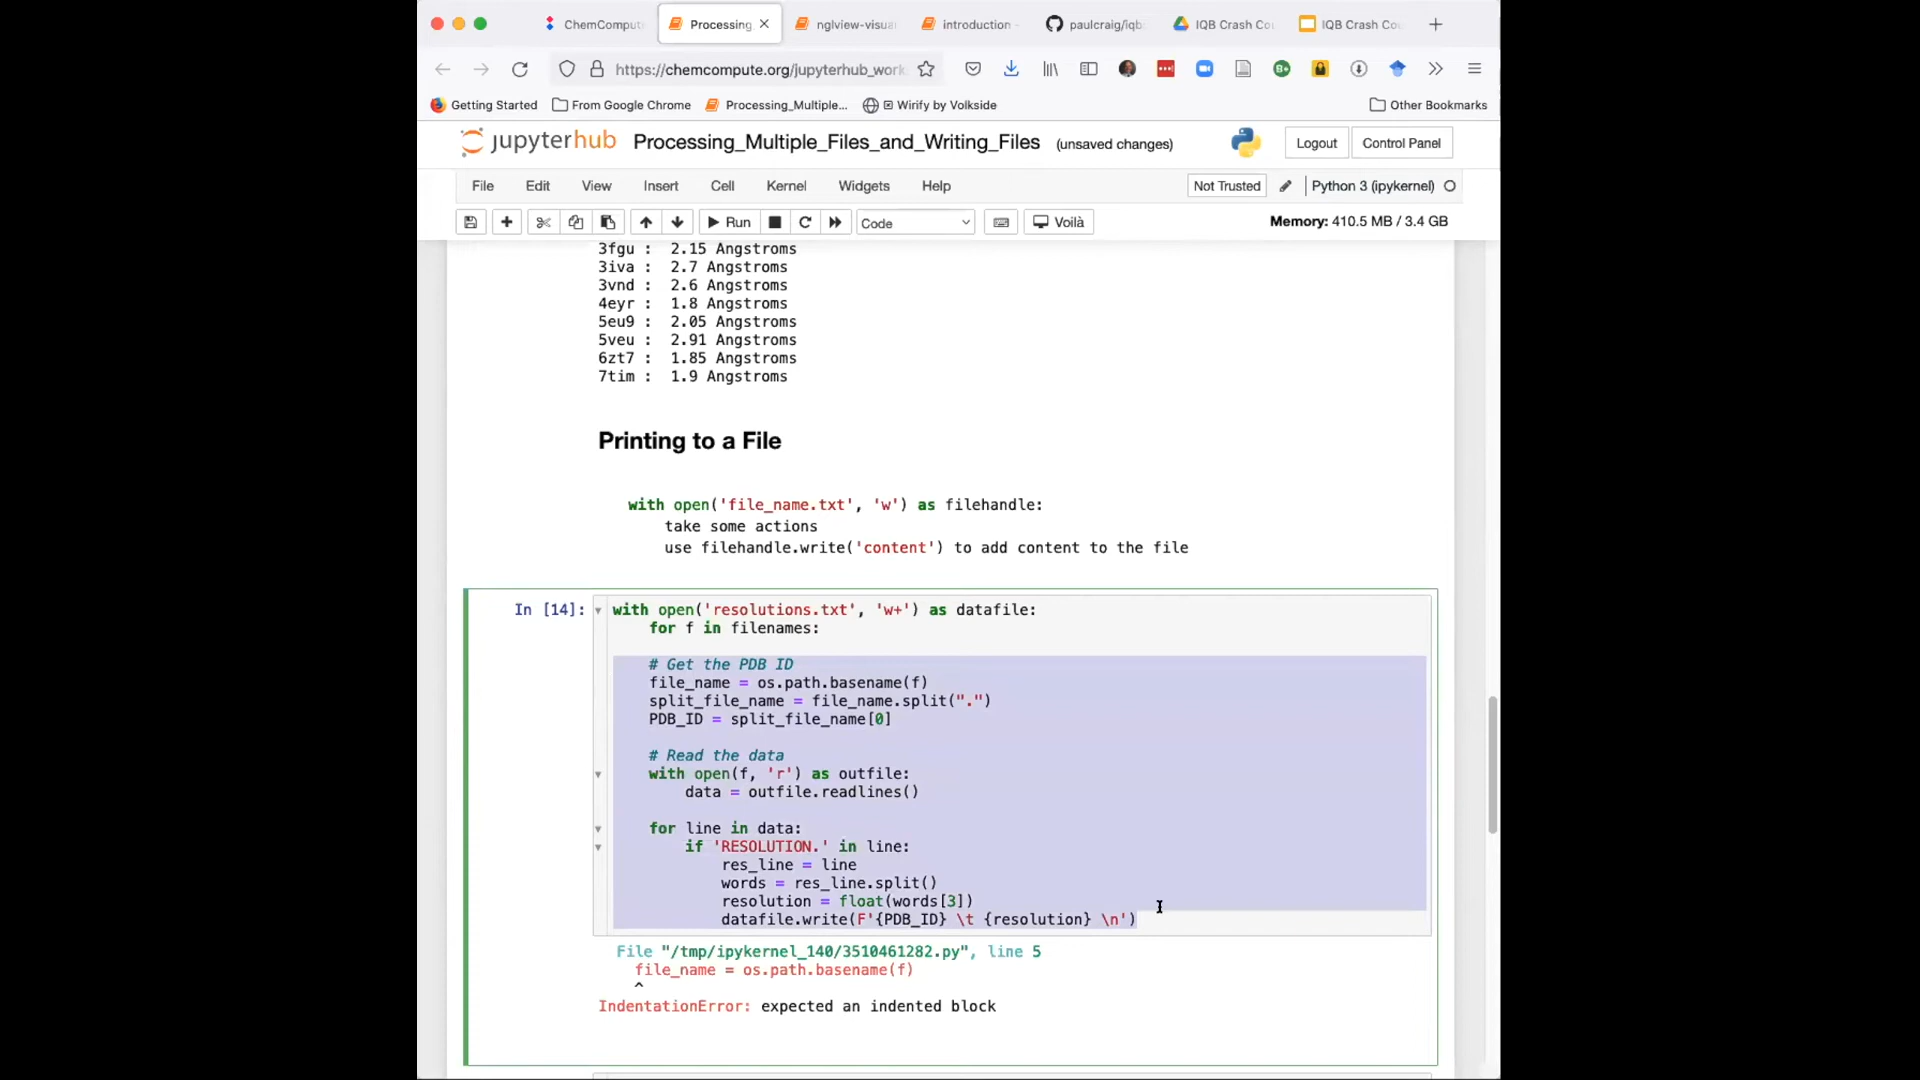 ChemCompute
Processing_
nglview-visua
introduction -
paulcraig/iqb
IQB Crash Co
IQB Crash Co
https://chemcompute.org/jupyterhub_work
Getting Started
From Google Chrome
Processing_Multiple...
Wirify by Volkside
Other Bookmarks
jupyterhub
Processing_Multiple_Files_and_Writing_Files
(unsaved changes)
Logout
Control Panel
File Edit View Insert Cell Kernel Widgets Help
Not Trusted
Python 3 (ipykernel)
Run
Code
Voilà
Memory: 410.5 MB / 3.4 GB
3fgu :  2.15 Angstroms
3iva :  2.7 Angstroms
3vnd :  2.6 Angstroms
4eyr :  1.8 Angstroms
5eu9 :  2.05 Angstroms
5veu :  2.91 Angstroms
6zt7 :  1.85 Angstroms
7tim :  1.9 Angstroms
Printing to a File
with open('file_name.txt', 'w') as filehandle:
take some actions
use filehandle.write('content') to add content to the file
In [14]:
with open('resolutions.txt', 'w+') as datafile:
for f in filenames:
# Get the PDB ID
file_name = os.path.basename(f)
split_file_name = file_name.split(".")
PDB_ID = split_file_name[0]
# Read the data
with open(f, 'r') as outfile:
data = outfile.readlines()
for line in data:
if 'RESOLUTION.' in line:
res_line = line
words = res_line.split()
resolution = float(words[3])
datafile.write(F'{PDB_ID} \t {resolution} \n')
File "/tmp/ipykernel_140/3510461282.py", line 5
file_name = os.path.basename(f)
^
IndentationError: expected an indented block